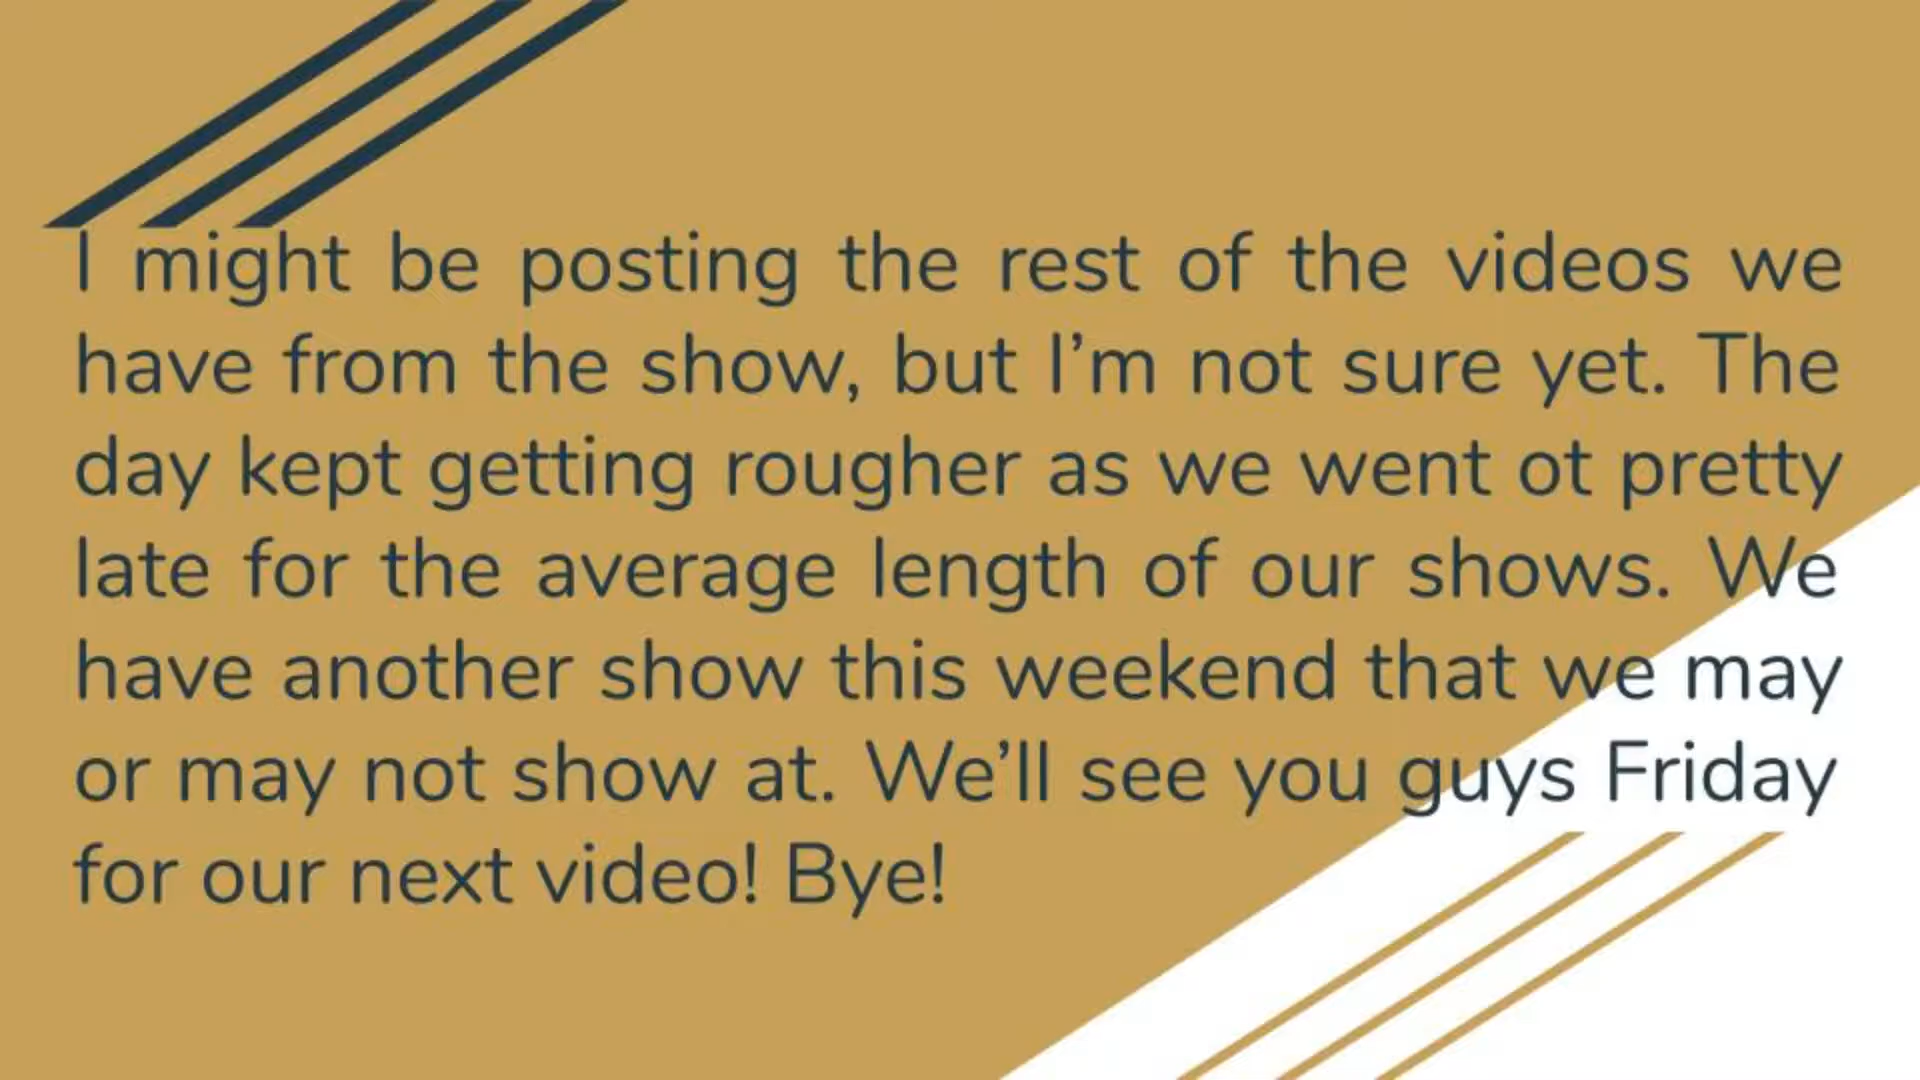 I might be posting the rest of the videos we
have from the show, but I’m not sure yet. The
day kept getting rougher as we went ot pretty
late for the average length of our shows. We
have another show this weekend that we may
or may not show at. We’ll see you guys Friday
for our next video! Bye!